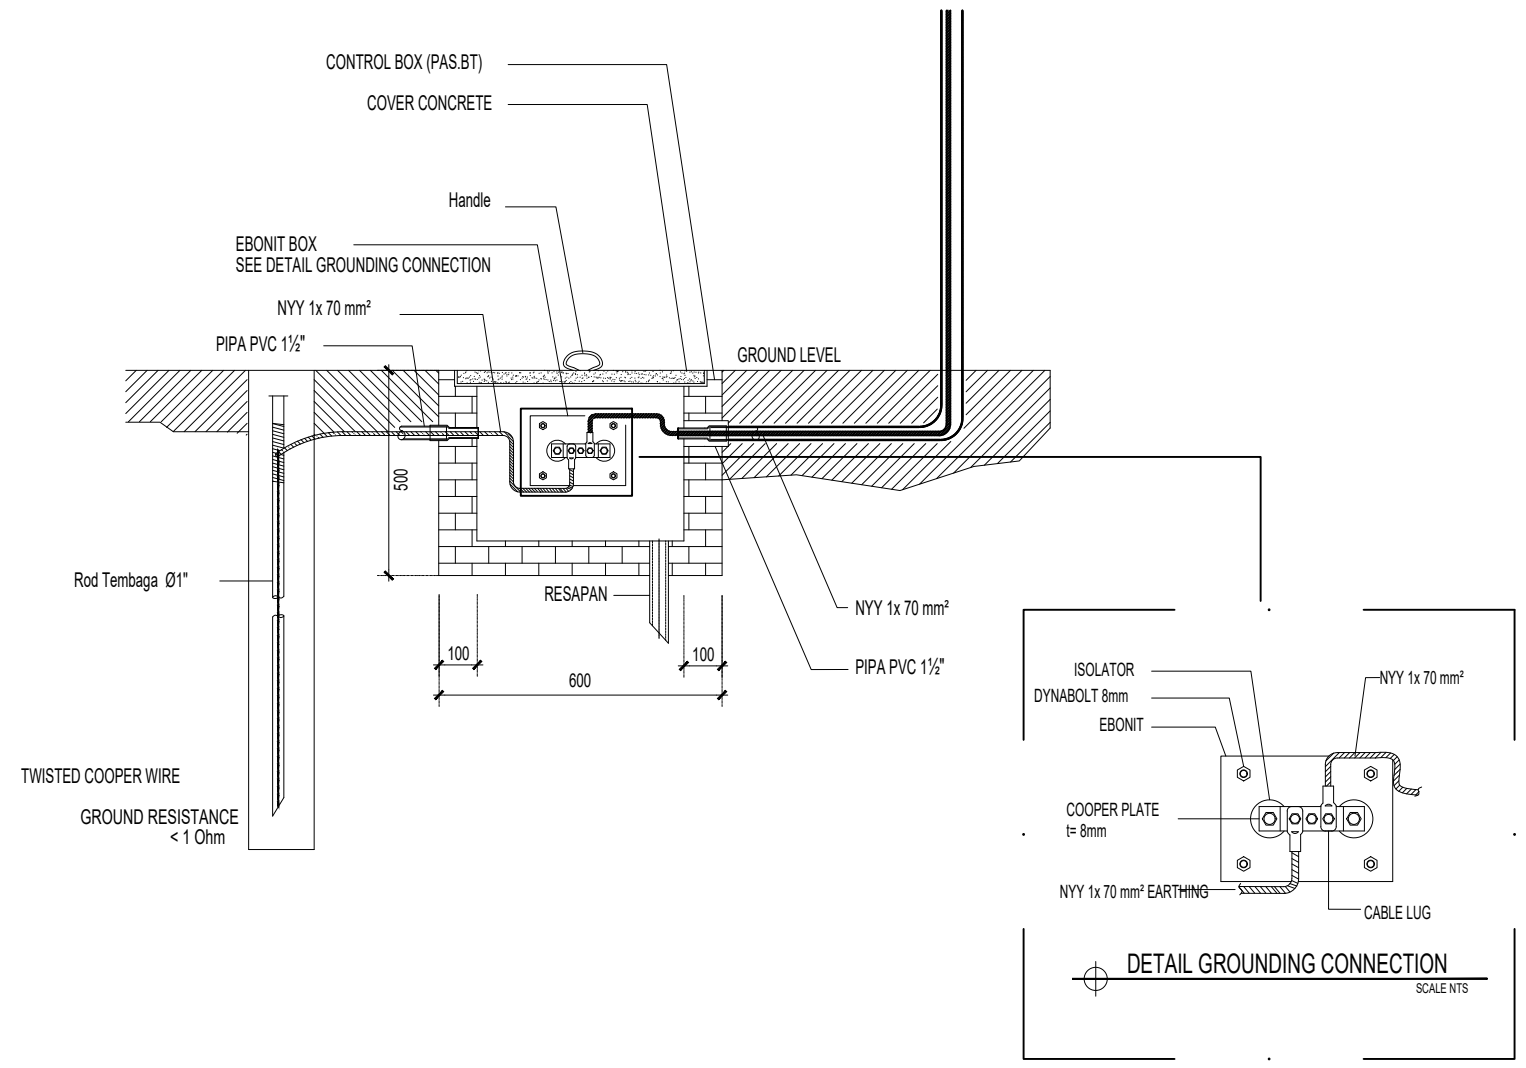 CONTROL BOX (PAS.BT)
COVER CONCRETE
Handle
EBONIT BOX
SEE DETAIL GROUNDING CONNECTION
NYY 1x 70 mm²
PIPA PVC 1½"
GROUND LEVEL
500
Rod Tembaga Ø1"
RESAPAN
NYY 1x 70 mm²
100
100
600
PIPA PVC 1½"
TWISTED COOPER WIRE
GROUND RESISTANCE
< 1 Ohm
ISOLATOR
NYY 1x 70 mm²
DYNABOLT 8mm
EBONIT
COOPER PLATE
t= 8mm
NYY 1x 70 mm² EARTHING
CABLE LUG
DETAIL GROUNDING CONNECTION
SCALE NTS